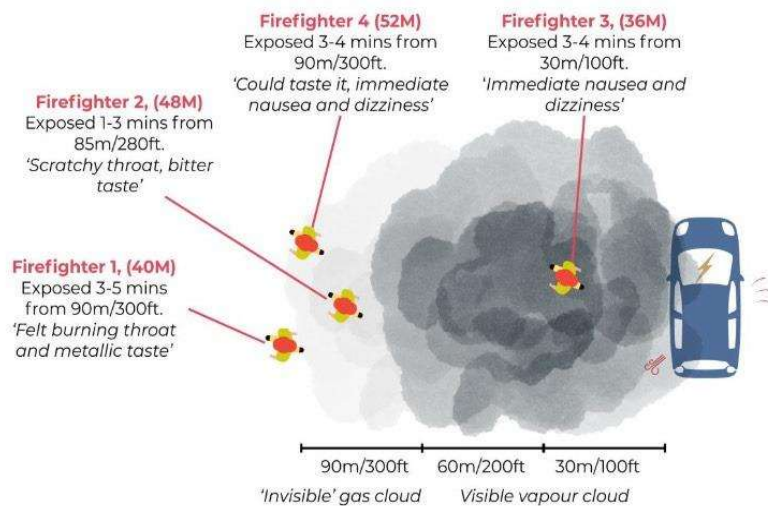 Firefighter 4 (52M)
Exposed 3-4 mins from
90m/300ft.
‘Could taste it, immediate
nausea and dizziness’
Firefighter 3, (36M)
Exposed 3-4 mins from
30m/100ft.
‘Immediate nausea and
dizziness’
Firefighter 2, (48M)
Exposed 1-3 mins from
85m/280ft.
‘Scratchy throat, bitter
taste’
Firefighter 1, (40M)
Exposed 3-5 mins
from 90m/300ft.
‘Felt burning throat
and metallic taste’
90m/300ft 60m/200ft 30m/100ft
‘Invisible’ gas cloud Visible vapour cloud